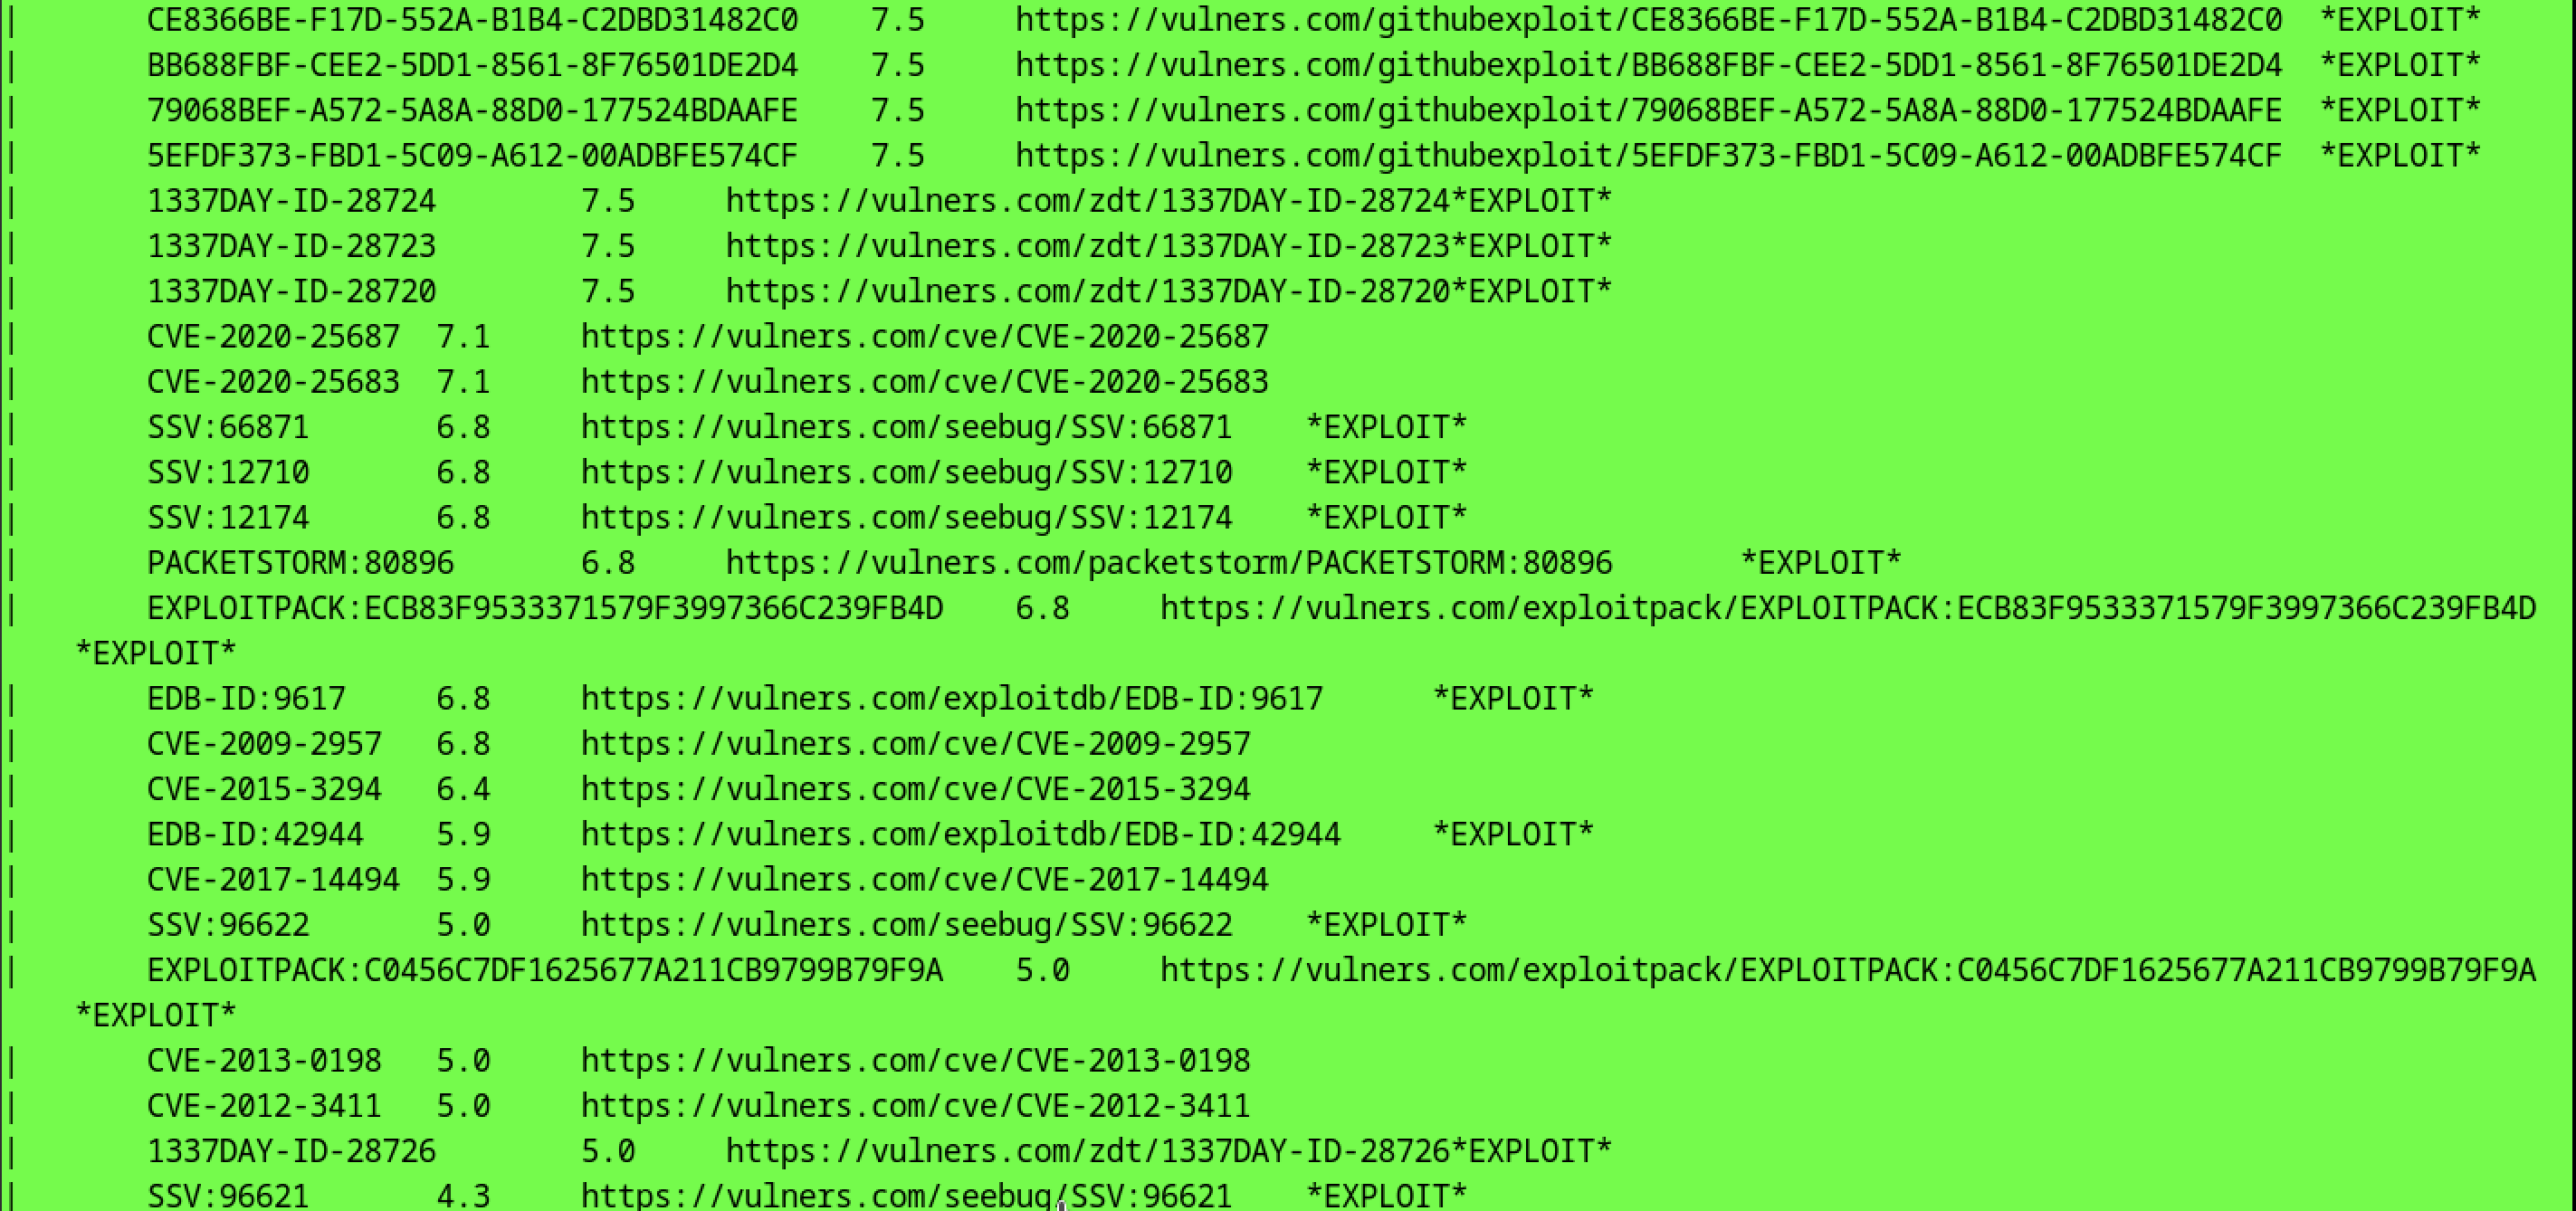 | CE8366BE-F17D-552A-B1B4-C2DBD31482C0 7.5 https://vulners.com/githubexploit/CE8366BE-F17D-552A-B1B4-C2DBD31482C0 *EXPLOIT*
| BB688FBF-CEE2-5DD1-8561-8F76501DE2D4 7.5 https://vulners.com/githubexploit/BB688FBF-CEE2-5DD1-8561-8F76501DE2D4 *EXPLOIT*
| 79068BEF-A572-5A8A-88D0-177524BDAAFE 7.5 https://vulners.com/githubexploit/79068BEF-A572-5A8A-88D0-177524BDAAFE *EXPLOIT*
| 5EFDF373-FBD1-5C09-A612-00ADBFE574CF 7.5 https://vulners.com/githubexploit/5EFDF373-FBD1-5C09-A612-00ADBFE574CF *EXPLOIT*
| 1337DAY-ID-28724 7.5 https://vulners.com/zdt/1337DAY-ID-28724*EXPLOIT*
| 1337DAY-ID-28723 7.5 https://vulners.com/zdt/1337DAY-ID-28723*EXPLOIT*
| 1337DAY-ID-28720 7.5 https://vulners.com/zdt/1337DAY-ID-28720*EXPLOIT*
| CVE-2020-25687 7.1 https://vulners.com/cve/CVE-2020-25687
| CVE-2020-25683 7.1 https://vulners.com/cve/CVE-2020-25683
| SSV:66871 6.8 https://vulners.com/seebug/SSV:66871 *EXPLOIT*
| SSV:12710 6.8 https://vulners.com/seebug/SSV:12710 *EXPLOIT*
| SSV:12174 6.8 https://vulners.com/seebug/SSV:12174 *EXPLOIT*
| PACKETSTORM:80896 6.8 https://vulners.com/packetstorm/PACKETSTORM:80896 *EXPLOIT*
| EXPLOITPACK:ECB83F9533371579F3997366C239FB4D 6.8 https://vulners.com/exploitpack/EXPLOITPACK:ECB83F9533371579F3997366C239FB4D
*EXPLOIT*
| EDB-ID:9617 6.8 https://vulners.com/exploitdb/EDB-ID:9617 *EXPLOIT*
| CVE-2009-2957 6.8 https://vulners.com/cve/CVE-2009-2957
| CVE-2015-3294 6.4 https://vulners.com/cve/CVE-2015-3294
| EDB-ID:42944 5.9 https://vulners.com/exploitdb/EDB-ID:42944 *EXPLOIT*
| CVE-2017-14494 5.9 https://vulners.com/cve/CVE-2017-14494
| SSV:96622 5.0 https://vulners.com/seebug/SSV:96622 *EXPLOIT*
| EXPLOITPACK:C0456C7DF1625677A211CB9799B79F9A 5.0 https://vulners.com/exploitpack/EXPLOITPACK:C0456C7DF1625677A211CB9799B79F9A
*EXPLOIT*
| CVE-2013-0198 5.0 https://vulners.com/cve/CVE-2013-0198
| CVE-2012-3411 5.0 https://vulners.com/cve/CVE-2012-3411
| 1337DAY-ID-28726 5.0 https://vulners.com/zdt/1337DAY-ID-28726*EXPLOIT*
| SSV:96621 4.3 https://vulners.com/seebug/SSV:96621 *EXPLOIT*